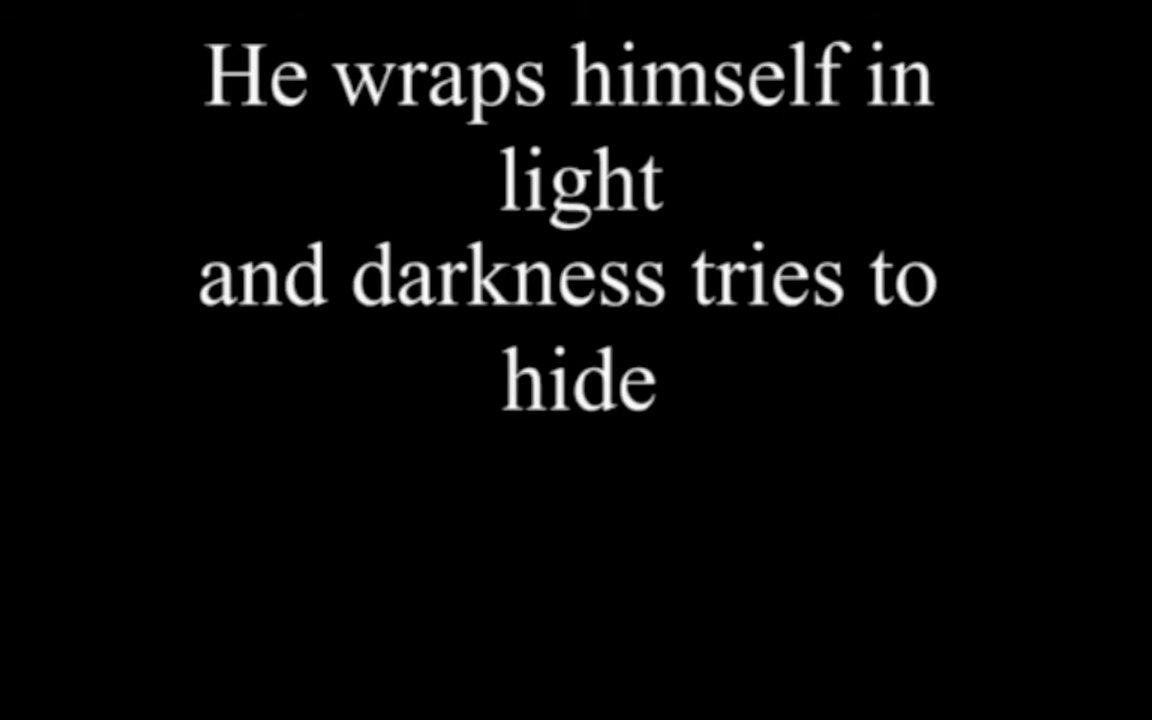 He wraps himself in
light
and darkness tries to
hide